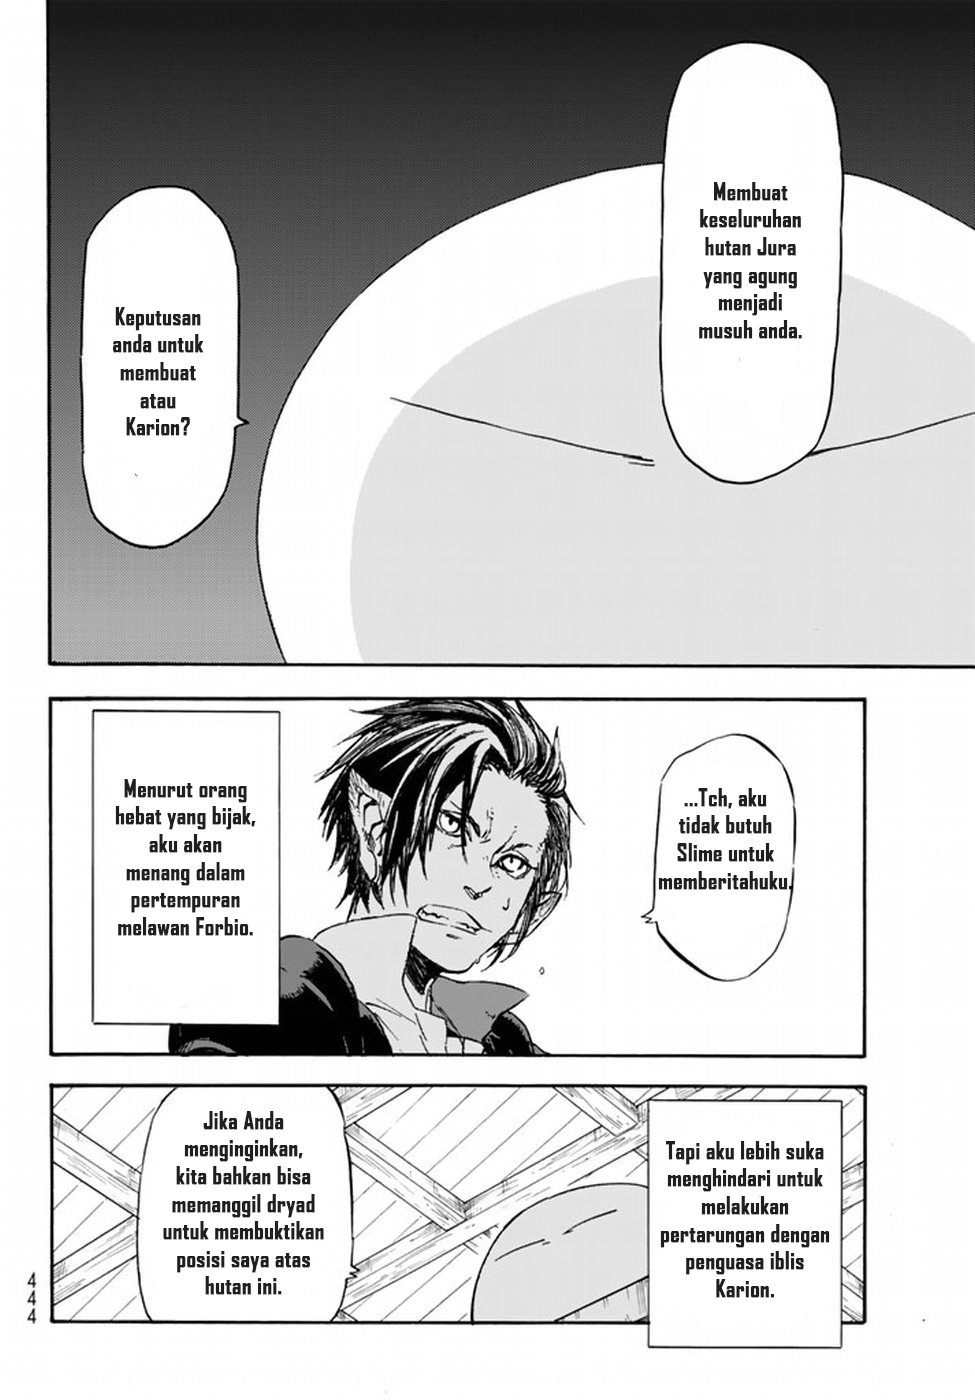 Membuat
keseluruhan
hutan Jura
yang agung
menjadi
musuh anda.
Keputusan
anda untuk
membuat
atau
Karion?
...Tch, aku
tidak butuh
Slime untuk
memberitahuku.
Menurut orang
hebat yang bijak,
aku akan
menang dalam
pertempuran
melawan Forbio.
Tapi aku lebih suka
menghindari untuk
melakukan
pertarungan dengan
penguasa iblis
Karion.
Jika Anda
menginginkan,
kita bahkan bisa
memanggil dryad
untuk membuktikan
posisi saya atas
hutan ini.
444